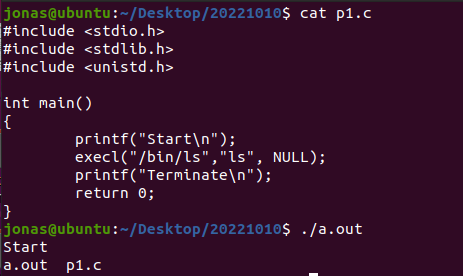 jonas@ubuntu:~/Desktop/20221010$ cat p1.c
#include <stdio.h>
#include <stdlib.h>
#include <unistd.h>

int main()
{
        printf("Start\n");
        execl("/bin/ls","ls", NULL);
        printf("Terminate\n");
        return 0;
}
jonas@ubuntu:~/Desktop/20221010$ ./a.out
Start
a.out  p1.c